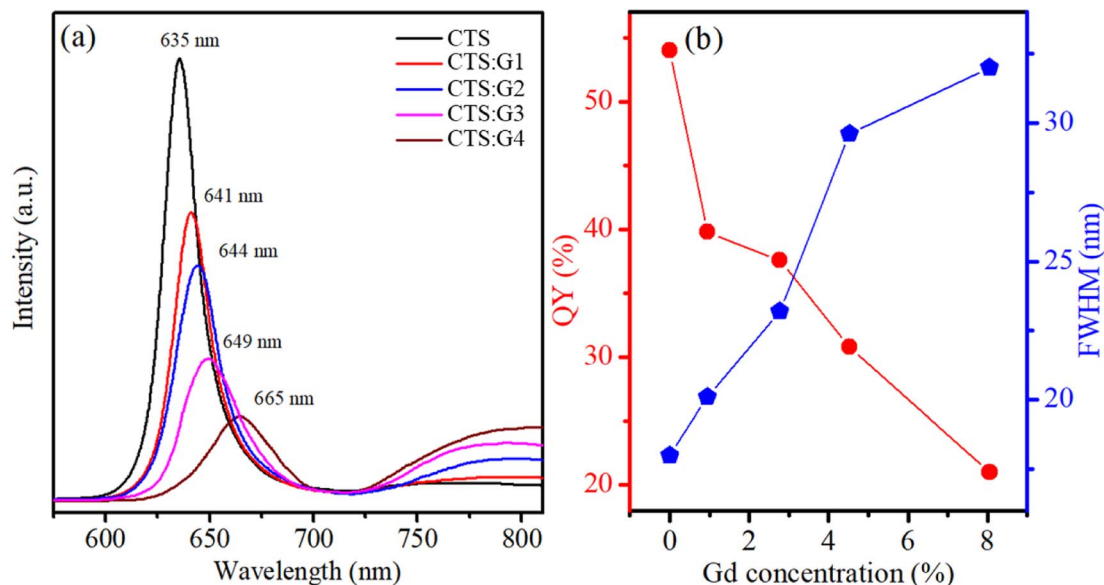 (a)
635 nm
CTS
CTS:G1
CTS:G2
CTS:G3
CTS:G4
641 nm
644 nm
649 nm
665 nm
Intensity (a.u.)
600
650
700
750
800
Wavelength (nm)
(b)
50
40
30
20
QY (%)
30
25
20
FWHM (nm)
0
2
4
6
8
Gd concentration (%)